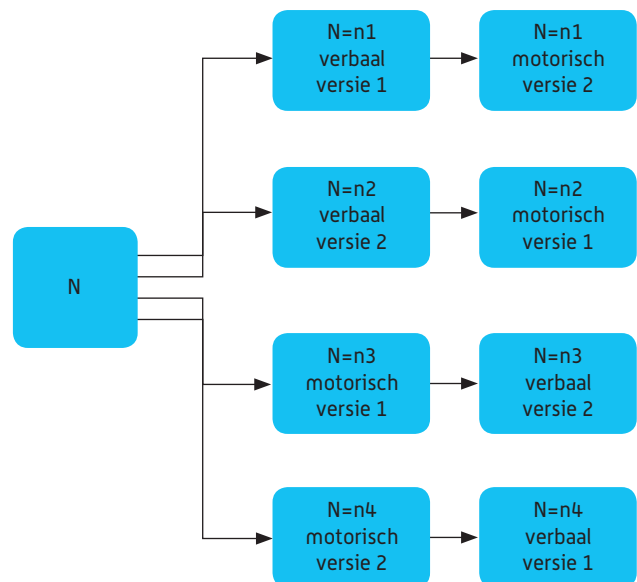 N=n1
verbaal
versie 1
N=n1
motorisch
versie 2
N=n2
verbaal
versie 2
N=n2
motorisch
versie 1
N
N=n3
motorisch
versie 1
N=n3
verbaal
versie 2
N=n4
motorisch
versie 2
N=n4
verbaal
versie 1